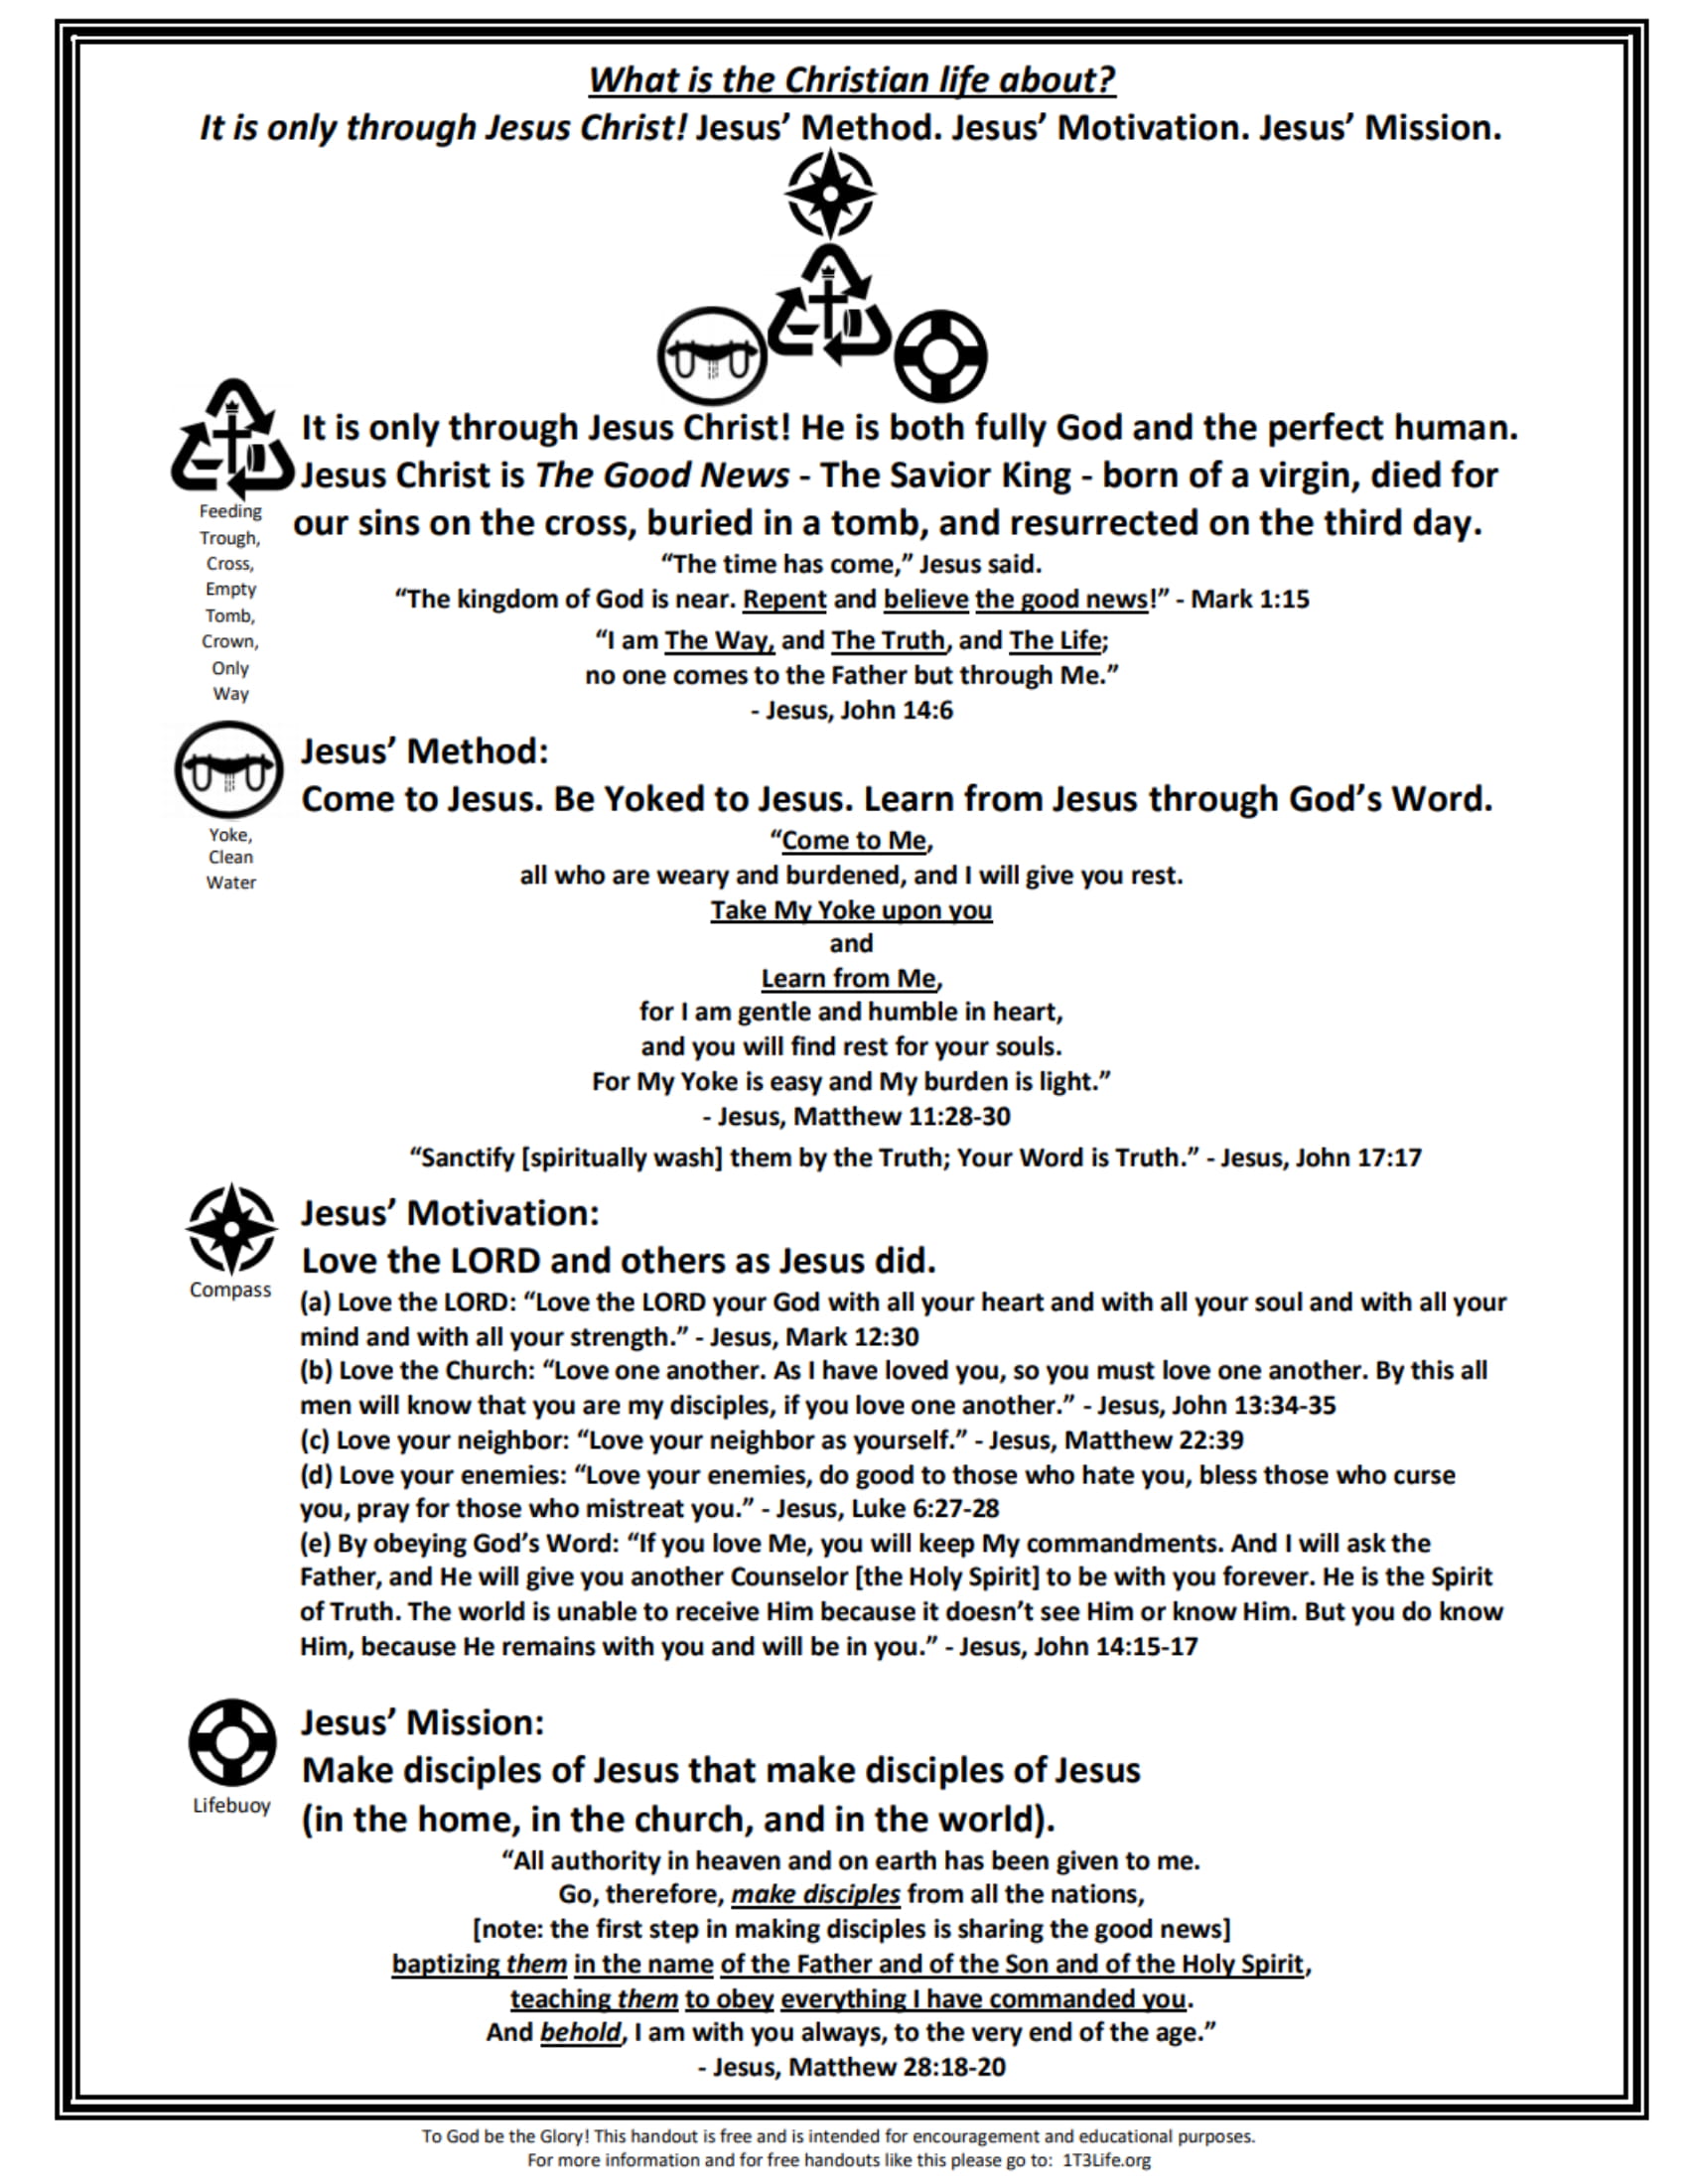 What is the Christian life about?
It is only through Jesus Christ! Jesus’ Method. Jesus’ Motivation. Jesus’ Mission.
It is only through Jesus Christ! He is both fully God and the perfect human.
Jesus Christ is The Good News - The Savior King - born of a virgin, died for
our sins on the cross, buried in a tomb, and resurrected on the third day.
Feeding
Trough,
Cross,
Empty
Tomb,
Crown,
Only
Way
“The time has come,” Jesus said.
“The kingdom of God is near. Repent and believe the good news!” - Mark 1:15
“I am The Way, and The Truth, and The Life;
no one comes to the Father but through Me.”
- Jesus, John 14:6
Jesus’ Method:
Come to Jesus. Be Yoked to Jesus. Learn from Jesus through God’s Word.
Yoke,
Clean
Water
“Come to Me,
all who are weary and burdened, and I will give you rest.
Take My Yoke upon you
and
Learn from Me,
for I am gentle and humble in heart,
and you will find rest for your souls.
For My Yoke is easy and My burden is light.”
- Jesus, Matthew 11:28-30
“Sanctify [spiritually wash] them by the Truth; Your Word is Truth.” - Jesus, John 17:17
Jesus’ Motivation:
Love the LORD and others as Jesus did.
Compass
(a) Love the LORD: “Love the LORD your God with all your heart and with all your soul and with all your
mind and with all your strength.” - Jesus, Mark 12:30
(b) Love the Church: “Love one another. As I have loved you, so you must love one another. By this all
men will know that you are my disciples, if you love one another.” - Jesus, John 13:34-35
(c) Love your neighbor: “Love your neighbor as yourself.” - Jesus, Matthew 22:39
(d) Love your enemies: “Love your enemies, do good to those who hate you, bless those who curse
you, pray for those who mistreat you.” - Jesus, Luke 6:27-28
(e) By obeying God’s Word: “If you love Me, you will keep My commandments. And I will ask the
Father, and He will give you another Counselor [the Holy Spirit] to be with you forever. He is the Spirit
of Truth. The world is unable to receive Him because it doesn’t see Him or know Him. But you do know
Him, because He remains with you and will be in you.” - Jesus, John 14:15-17
Jesus’ Mission:
Make disciples of Jesus that make disciples of Jesus
(in the home, in the church, and in the world).
Lifebuoy
“All authority in heaven and on earth has been given to me.
Go, therefore, make disciples from all the nations,
[note: the first step in making disciples is sharing the good news]
baptizing them in the name of the Father and of the Son and of the Holy Spirit,
teaching them to obey everything I have commanded you.
And behold, I am with you always, to the very end of the age.”
- Jesus, Matthew 28:18-20
To God be the Glory! This handout is free and is intended for encouragement and educational purposes.
For more information and for free handouts like this please go to: 1T3Life.org